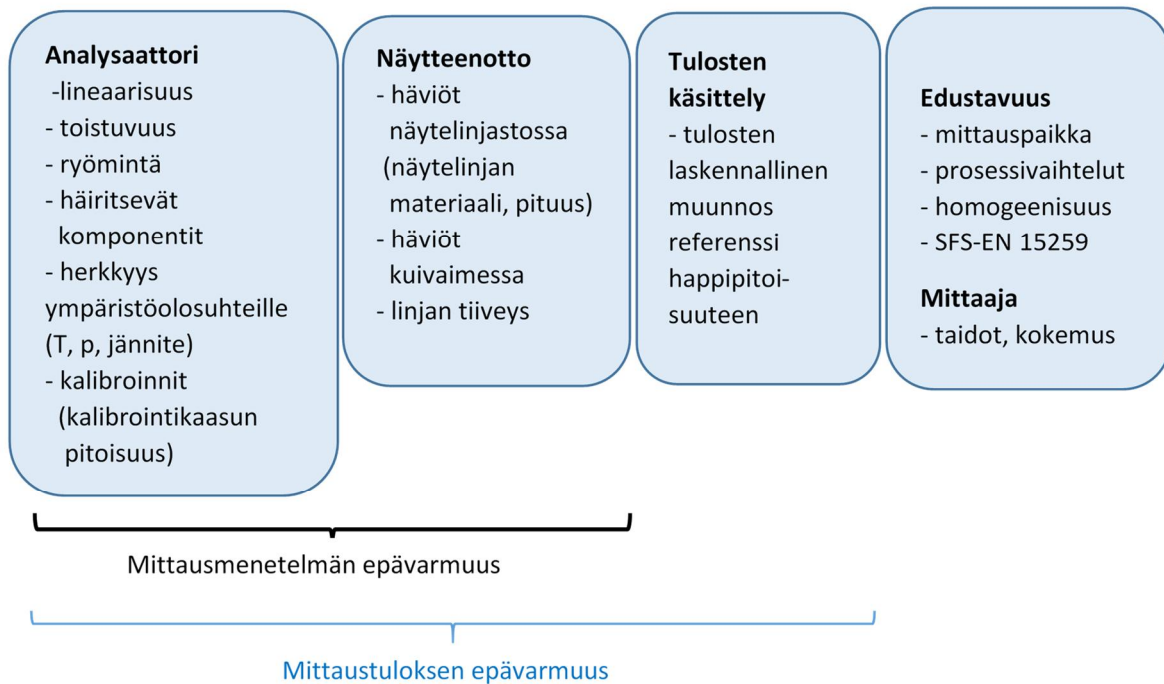 Analysaattori
-lineaarisuus
- toistuvuus
- ryömintä
- häiritsevät
komponentit
- herkkyys
ympäristöolosuhteille
(T, p, jännite)
- kalibroinnit
(kalibrointikaasun
pitoisuus)
Näytteenotto
- häviöt
näytelinjastossa
(näytelinjan
materiaali, pituus)
- häviöt
kuivaimessa
- linjan tiiveys
Tulosten
käsittely
- tulosten
laskennallinen
muunnos
referenssi
happipitoi-
suuteen
Edustavuus
- mittauspaikka
- prosessivaihtelut
- homogeenisuus
- SFS-EN 15259
Mittaaja
- taidot, kokemus
Mittausmenetelmän epävarmuus
Mittaustuloksen epävarmuus